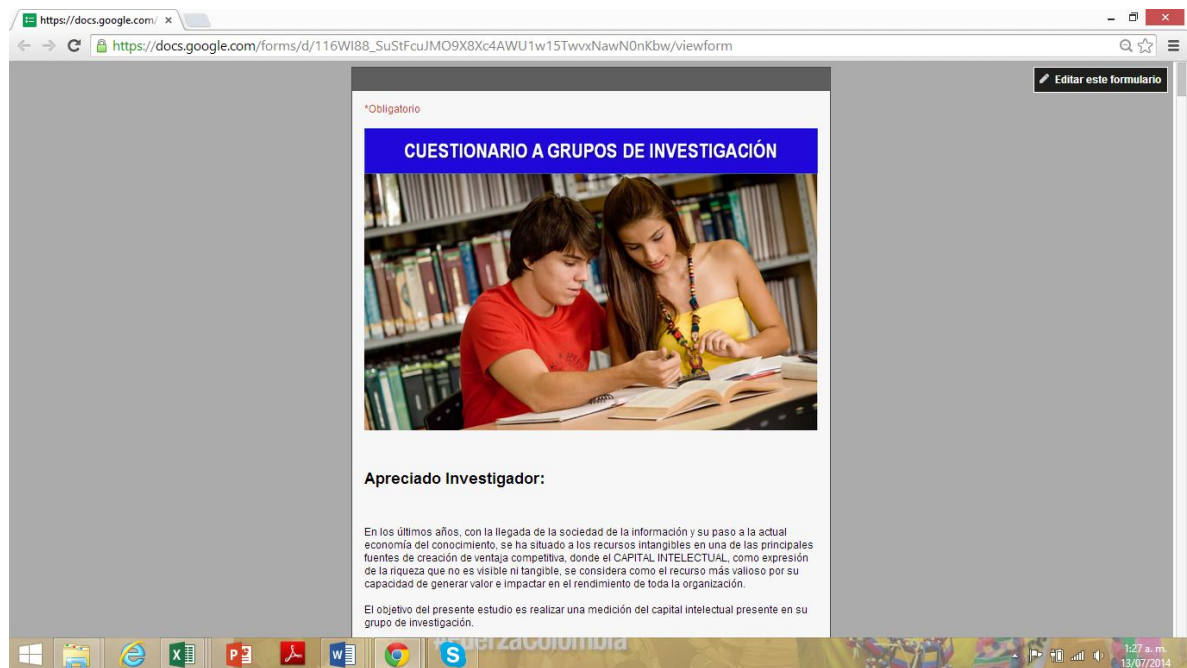 https://docs.google.com/
https://docs.google.com/forms/d/116WI88_SuStFcuJMO9X8Xc4AWU1w15TwvxNawN0nKbw/viewform
Editar este formulario
*Obligatorio
CUESTIONARIO A GRUPOS DE INVESTIGACIÓN
Apreciado Investigador:
En los últimos años, con la llegada de la sociedad de la información y su paso a la actual
economía del conocimiento, se ha situado a los recursos intangibles en una de las principales
fuentes de creación de ventaja competitiva, donde el CAPITAL INTELECTUAL, como expresión
de la riqueza que no es visible ni tangible, se considera como el recurso más valioso por su
capacidad de generar valor e impactar en el rendimiento de toda la organización.
El objetivo del presente estudio es realizar una medición del capital intelectual presente en su
grupo de investigación.
#FuerzaColombia
1:27 a. m.
13/07/2014